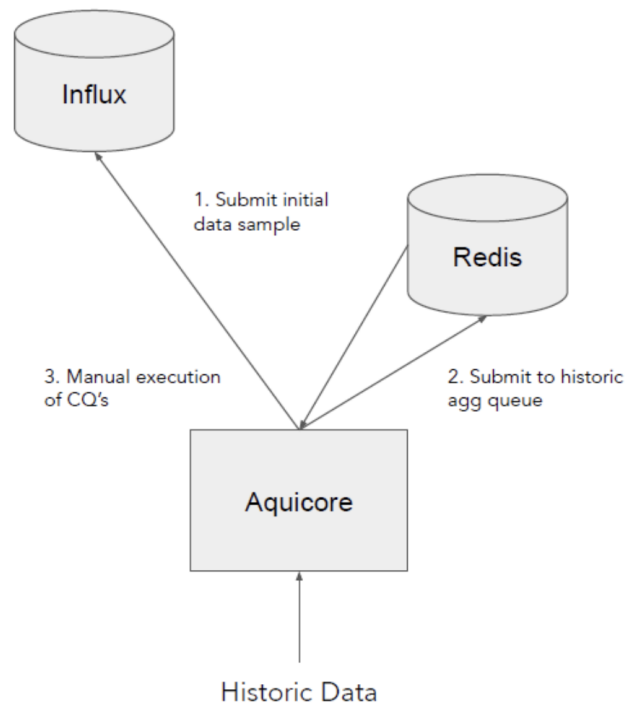 Influx
1. Submit initial
data sample
Redis
3. Manual execution
of CQ's
2. Submit to historic
agg queue
Aquicore
Historic Data